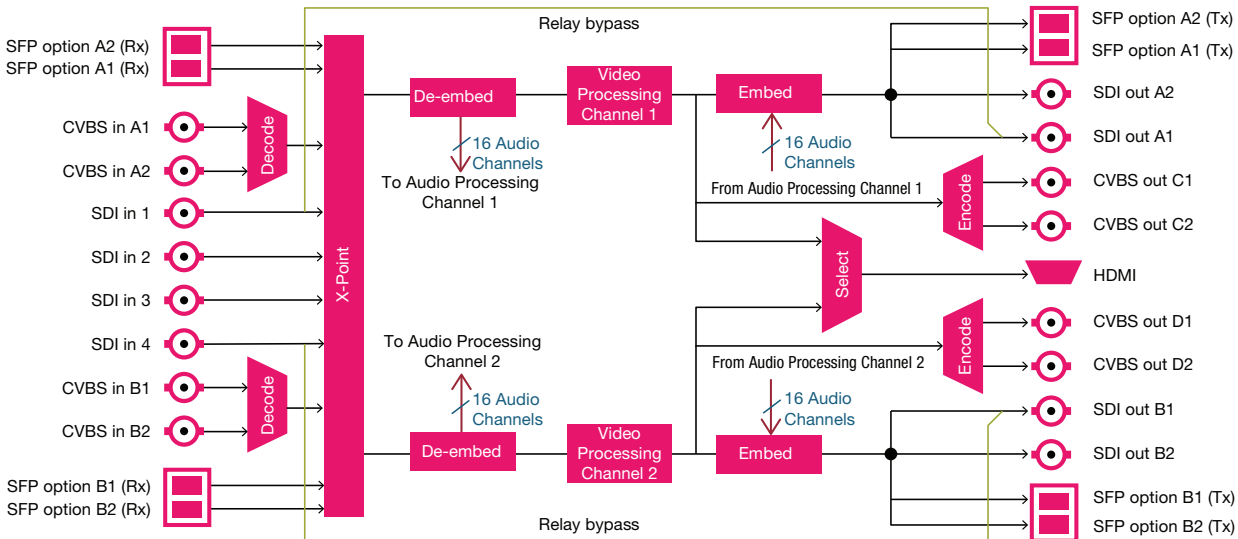 Relay bypass
SFP option A2 (Rx)
SFP option A1 (Rx)
CVBS in A1
CVBS in A2
SDI in 1
SDI in 2
SDI in 3
SDI in 4
CVBS in B1
CVBS in B2
SFP option B1 (Rx)
SFP option B2 (Rx)
Decode
Decode
X-Point
De-embed
16 Audio
Channels
To Audio Processing
Channel 1
Video
Processing
Channel 1
Embed
16 Audio
Channels
From Audio Processing Channel 1
Encode
Select
To Audio Processing
Channel 2
16 Audio
Channels
De-embed
Video
Processing
Channel 2
From Audio Processing Channel 2
16 Audio
Channels
Embed
Encode
SFP option A2 (Tx)
SFP option A1 (Tx)
SDI out A2
SDI out A1
CVBS out C1
CVBS out C2
HDMI
CVBS out D1
CVBS out D2
SDI out B1
SDI out B2
SFP option B1 (Tx)
SFP option B2 (Tx)
Relay bypass